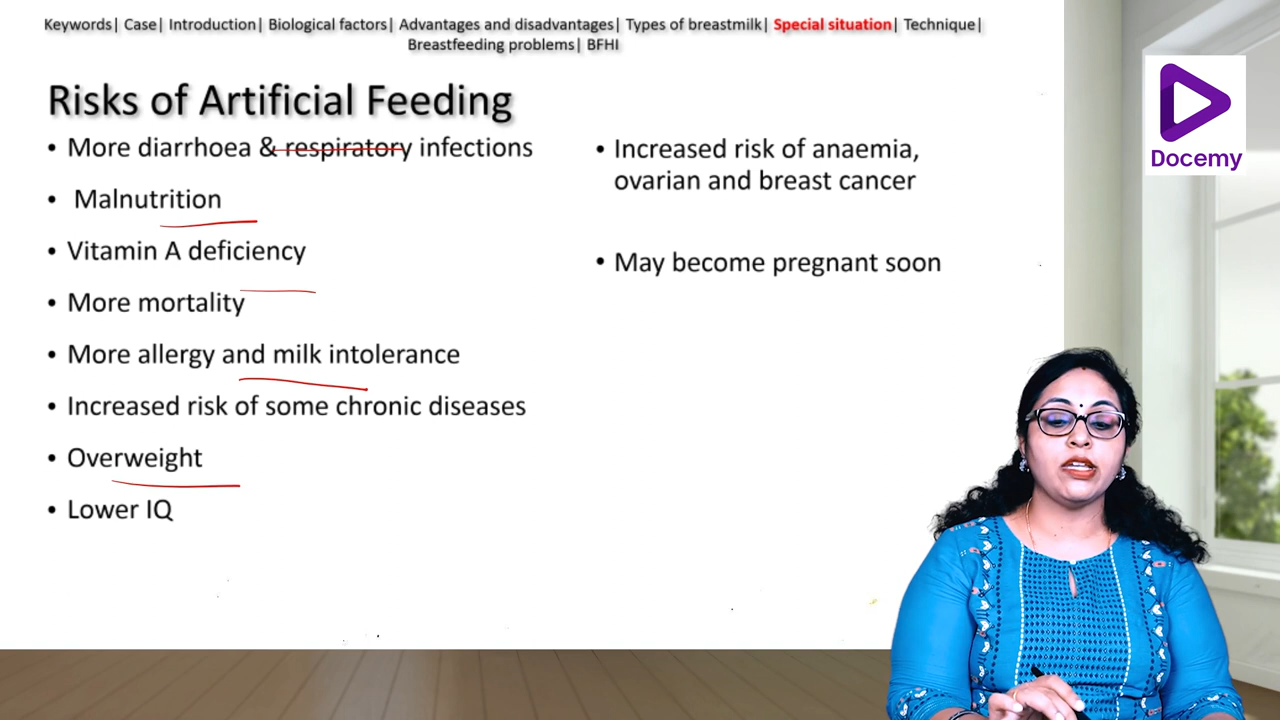 Keywords| Case| Introduction| Biological factors| Advantages and disadvantages| Types of breastmilk| Special situation| Technique|
Breastfeeding problems| BFHI
Risks of Artificial Feeding
• More diarrhoea & respiratory infections
• Malnutrition
• Vitamin A deficiency
• More mortality
• More allergy and milk intolerance
• Increased risk of some chronic diseases
• Overweight
• Lower IQ
• Increased risk of anaemia,
ovarian and breast cancer
• May become pregnant soon
Docemy